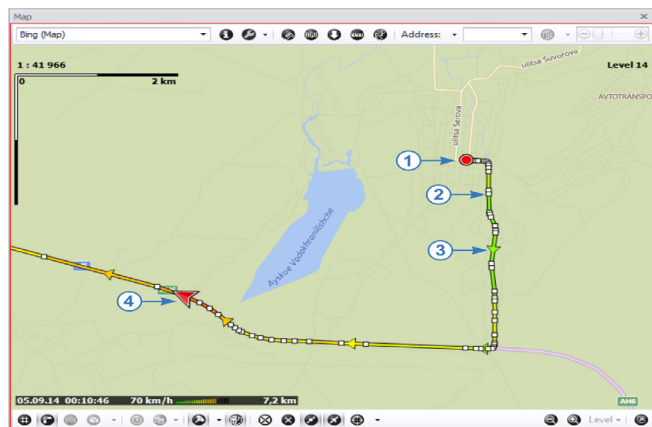 Map
Bing (Map)
Address:
1 : 41 966
0
2 km
Level 14
ulitsa Suvorova
AVTOTRANSPO
ulitsa Serova
1
2
3
4
Ayskoe Vodokhranilishche
AH6
05.09.14 00:10:46 70 km/h 7,2 km
Level